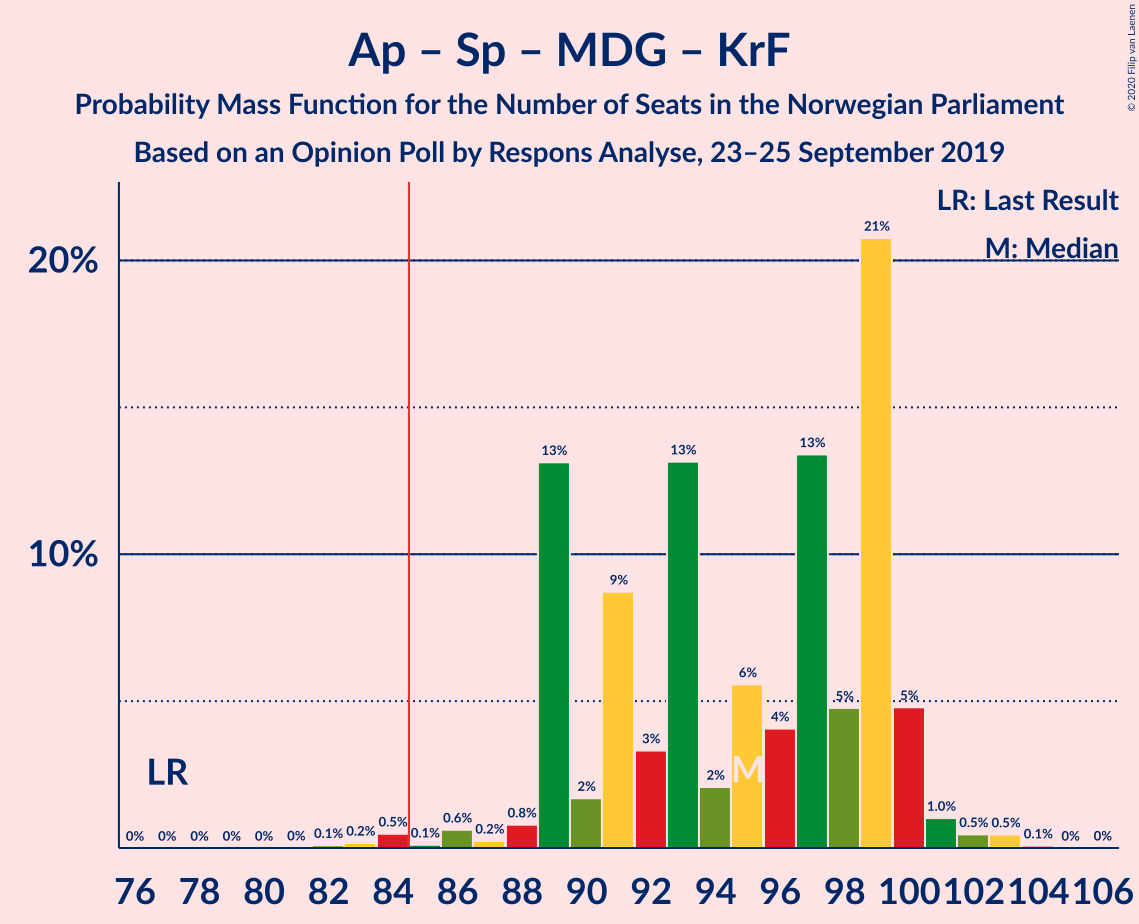 Ap – Sp – MDG – KrF
Probability Mass Function for the Number of Seats in the Norwegian Parliament
Based on an Opinion Poll by Respons Analyse, 23–25 September 2019
© 2020 Filip van Laenen
LR: Last Result
M: Median
20%
10%
LR
M
0% 0% 0% 0% 0% 0% 0.1% 0.2% 0.5% 0.1% 0.6% 0.2% 0.8% 13% 2% 9% 3% 13% 2% 6% 4% 13% 5% 21% 5% 1.0% 0.5% 0.5% 0.1% 0% 0%
76 78 80 82 84 86 88 90 92 94 96 98 100 102 104 106